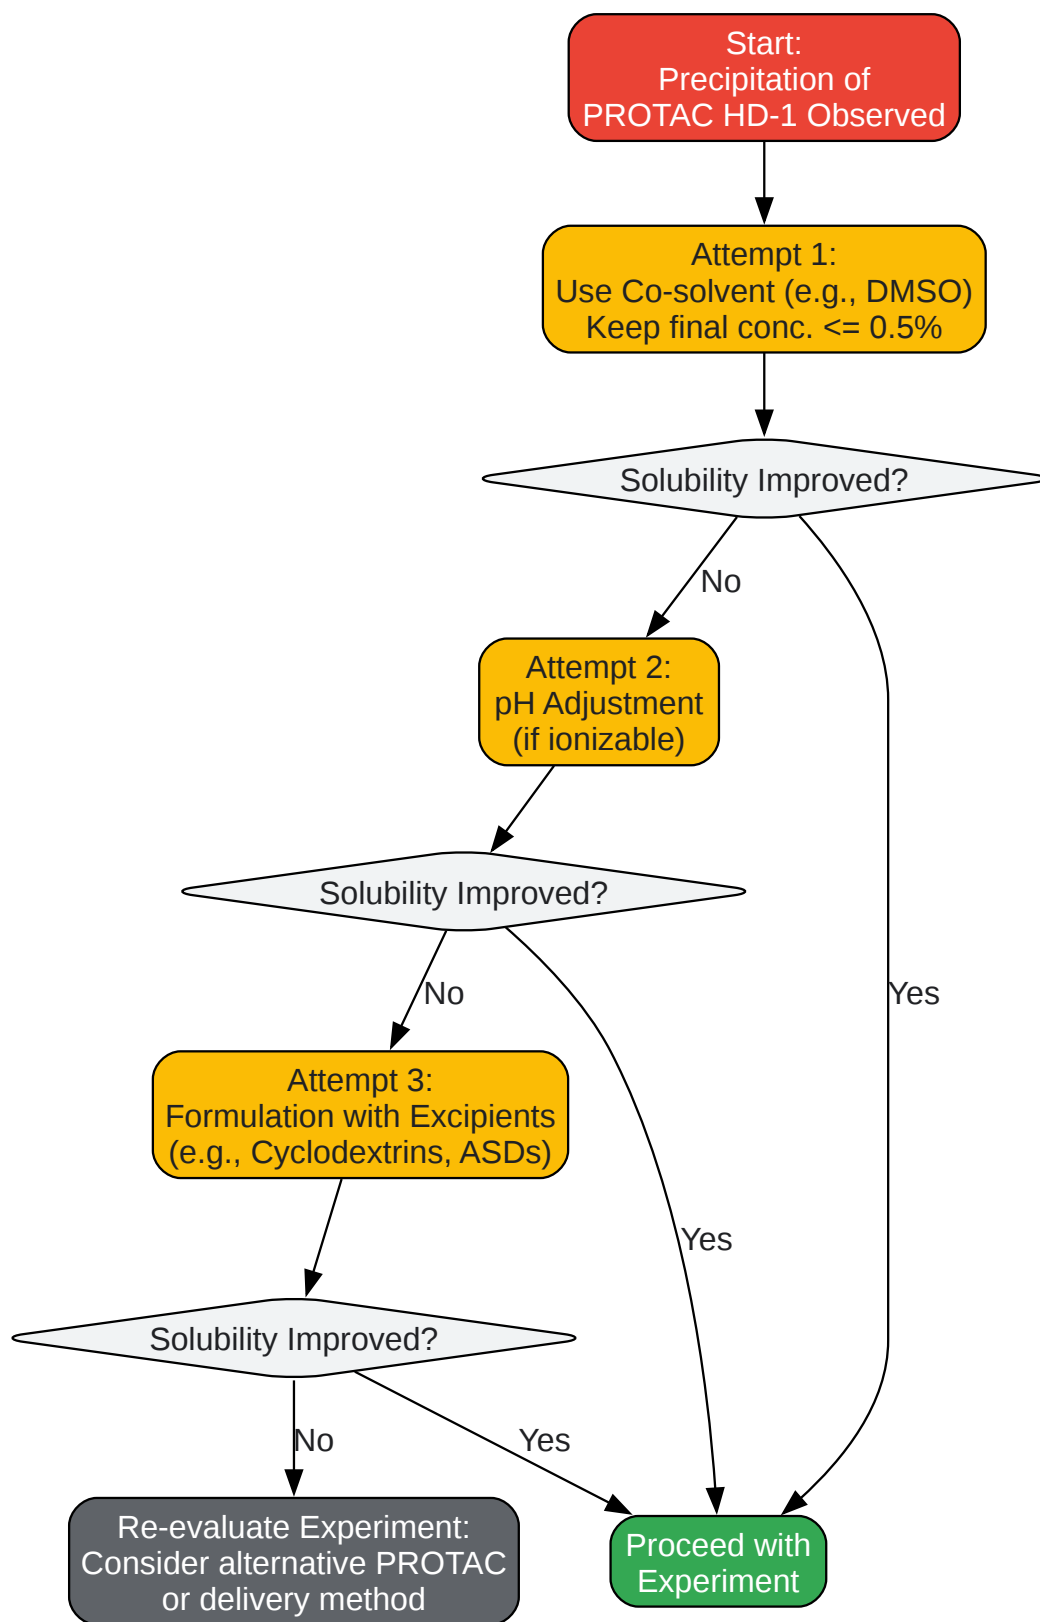 Start:
Precipitation of
PROTAC HD-1 Observed
Attempt 1:
Use Co-solvent (e.g., DMSO)
Keep final conc. <= 0.5%
Solubility Improved?
No
Attempt 2:
pH Adjustment
(if ionizable)
Solubility Improved?
No
Yes
Attempt 3:
Formulation with Excipients
(e.g., Cyclodextrins, ASDs)
Yes
Solubility Improved?
No
Yes
Re-evaluate Experiment:
Consider alternative PROTAC
or delivery method
Proceed with
Experiment